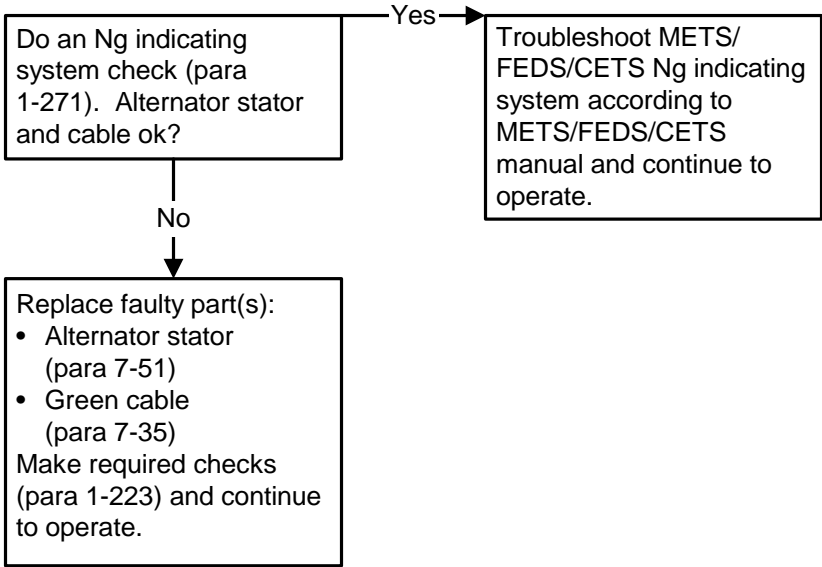 Do an Ng indicating
system check (para
1-271). Alternator stator
and cable ok?
Yes
Troubleshoot METS/
FEDS/CETS Ng indicating
system according to
METS/FEDS/CETS
manual and continue to
operate.
No
Replace faulty part(s):
• Alternator stator
(para 7-51)
• Green cable
(para 7-35)
Make required checks
(para 1-223) and continue
to operate.